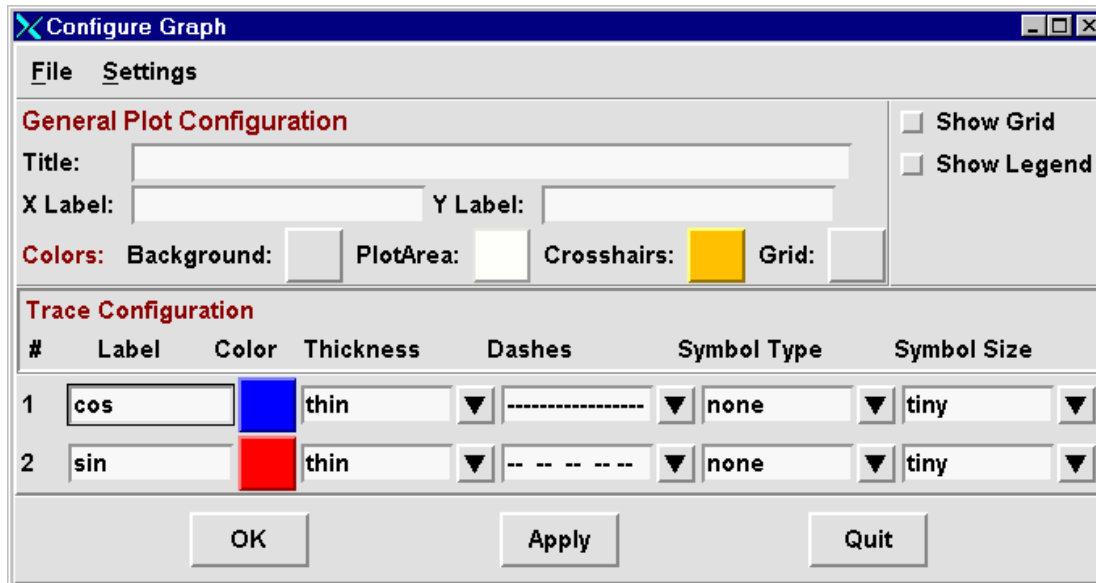 Configure Graph
File Settings
General Plot Configuration
Show Grid
Title:
Show Legend
X Label: Y Label:
Colors: Background: PlotArea: Crosshairs: Grid:
Trace Configuration
# Label Color Thickness Dashes Symbol Type Symbol Size
1 cos thin ---------------- none tiny
2 sin thin -- -- -- -- -- none tiny
OK Apply Quit